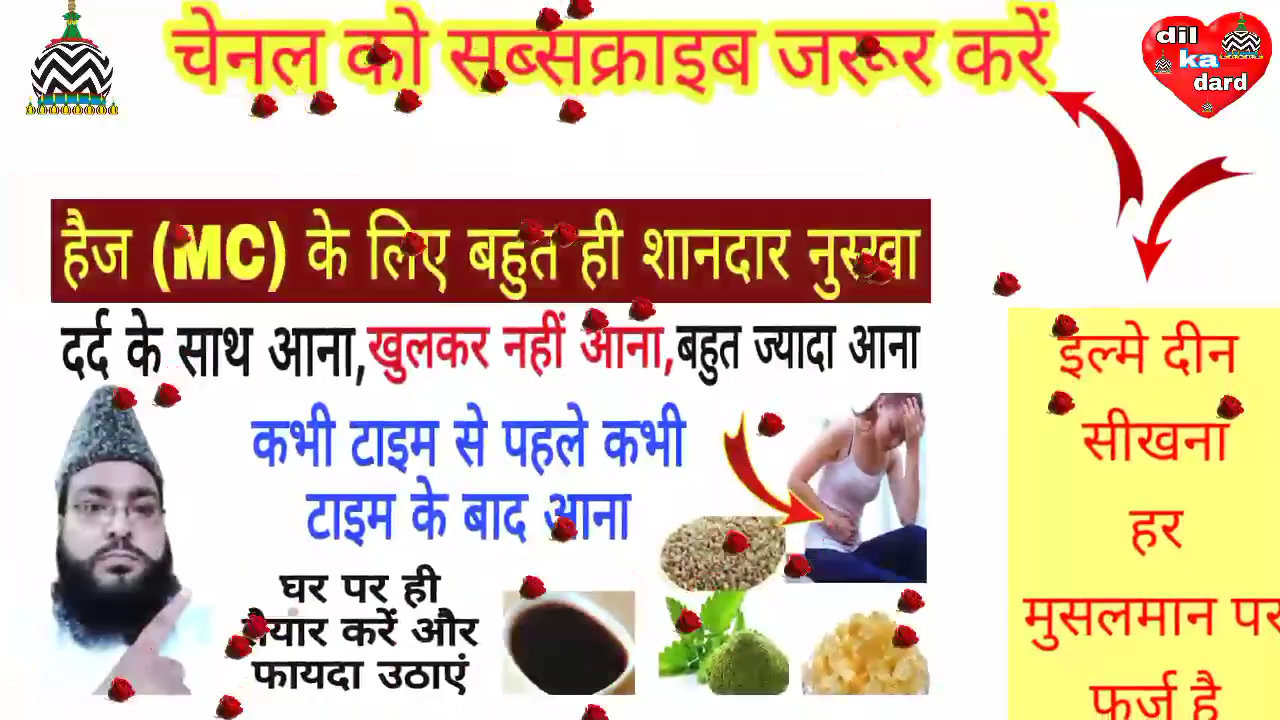 चेनल को सब्सक्राइब जरूर करें
dil
ka
dard
हैज (MC) के लिए बहुत ही शानदार नुस्खा
दर्द के साथ आना,खुलकर नहीं आना,बहुत ज्यादा आना
कभी टाइम से पहले कभी
टाइम के बाद आना
घर पर ही
तैयार करें और
फायदा उठाएं
इल्मे दीन
सीखना
हर
मुसलमान पर
फर्ज है